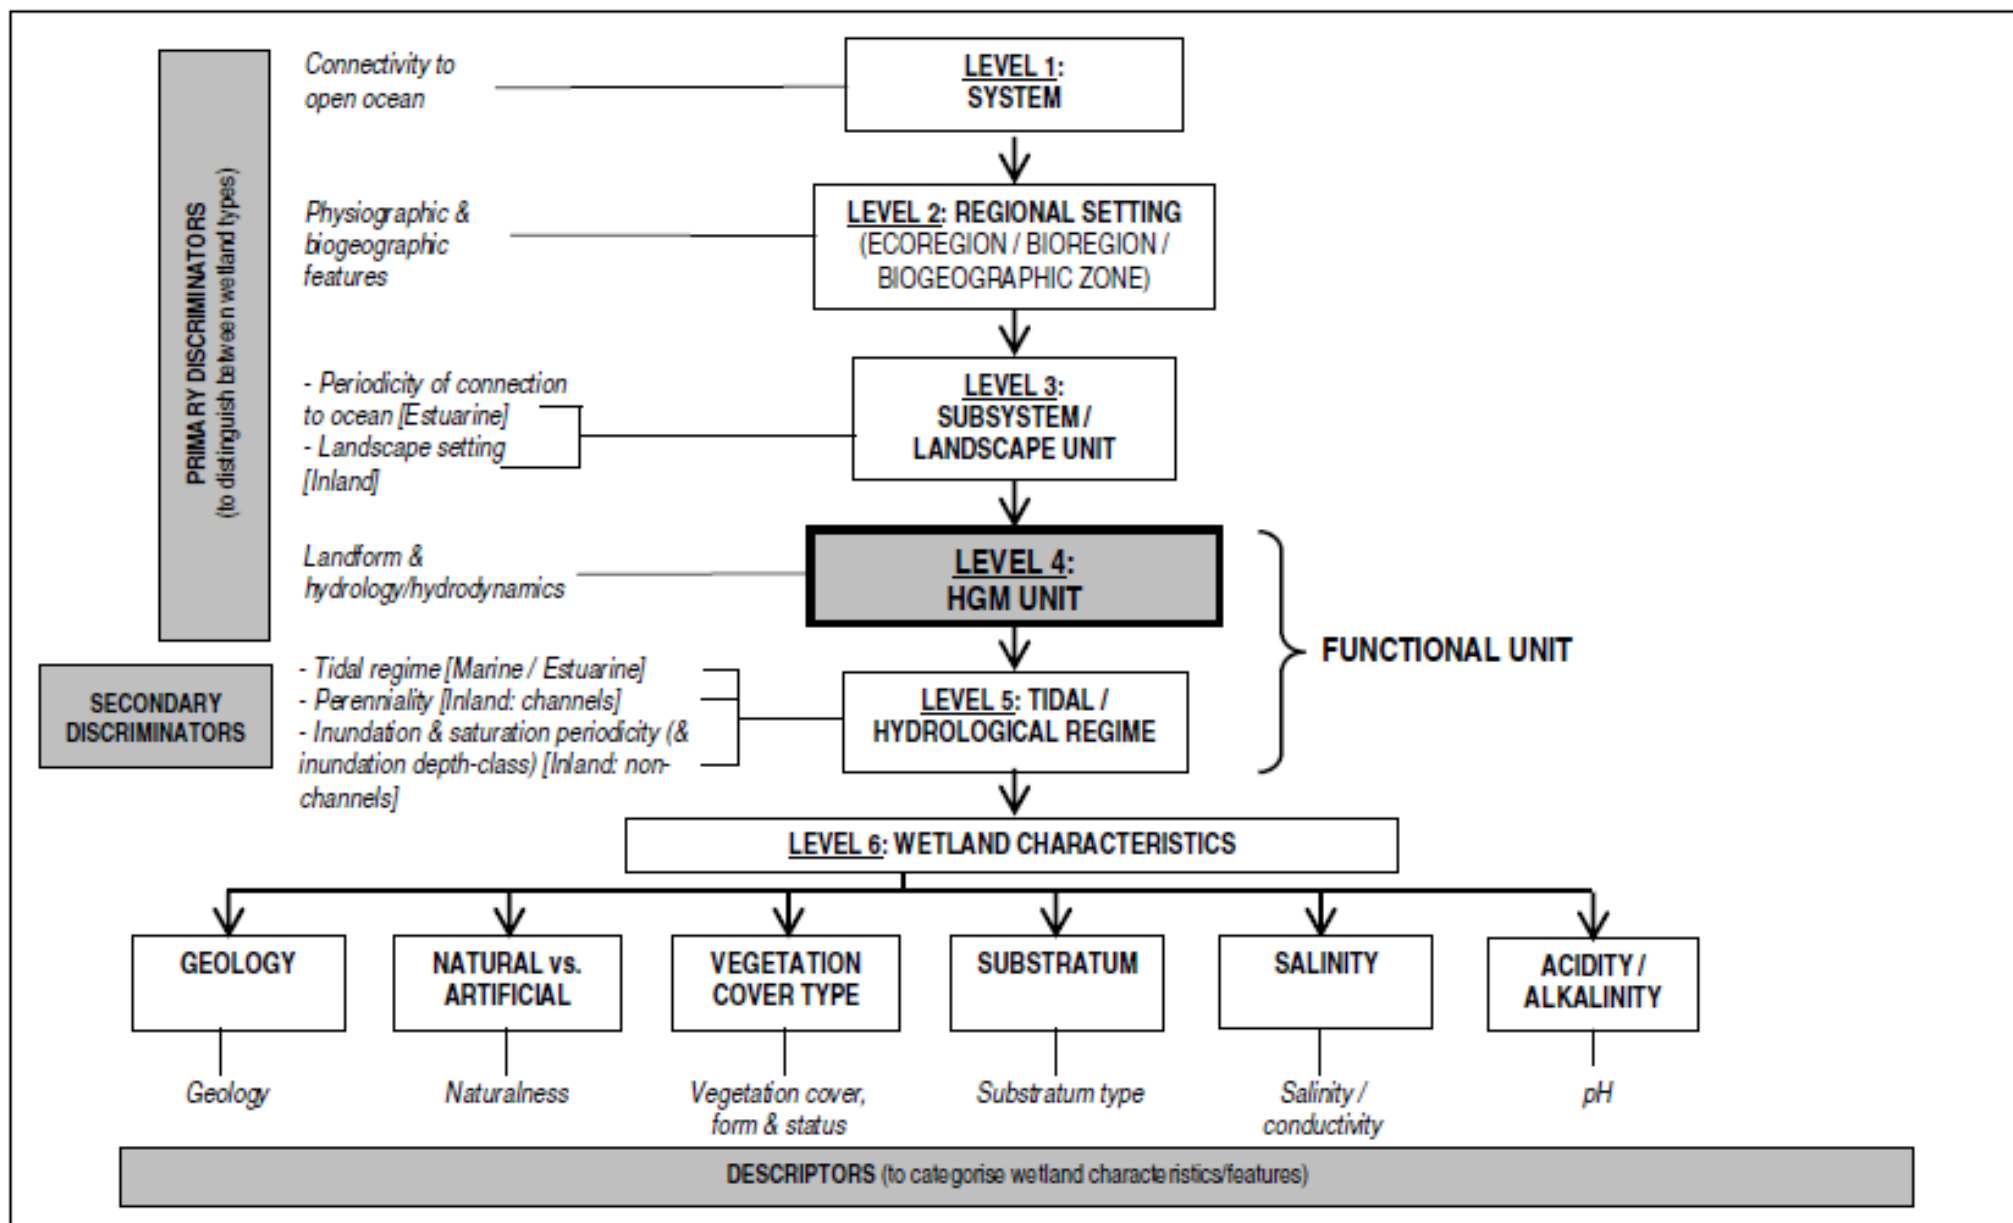 Connectivity to
open ocean
LEVEL 1:
SYSTEM
PRIMARY DISCRIMINATORS
(to distinguish between wetland types)
Physiographic &
biogeographic
features
LEVEL 2: REGIONAL SETTING
(ECOREGION / BIOREGION /
BIOGEOGRAPHIC ZONE)
- Periodicity of connection
to ocean [Estuarine]
- Landscape setting
[Inland]
LEVEL 3:
SUBSYSTEM /
LANDSCAPE UNIT
Landform &
hydrology/hydrodynamics
LEVEL 4:
HGM UNIT
FUNCTIONAL UNIT
SECONDARY
DISCRIMINATORS
- Tidal regime [Marine / Estuarine]
- Perenniality [Inland: channels]
- Inundation & saturation periodicity (&
inundation depth-class) [Inland: non-
channels]
LEVEL 5: TIDAL /
HYDROLOGICAL REGIME
LEVEL 6: WETLAND CHARACTERISTICS
GEOLOGY
NATURAL vs.
ARTIFICIAL
VEGETATION
COVER TYPE
SUBSTRATUM
SALINITY
ACIDITY /
ALKALINITY
Geology
Naturalness
Vegetation cover,
form & status
Substratum type
Salinity /
conductivity
pH
DESCRIPTORS (to categorise wetland characteristics/features)